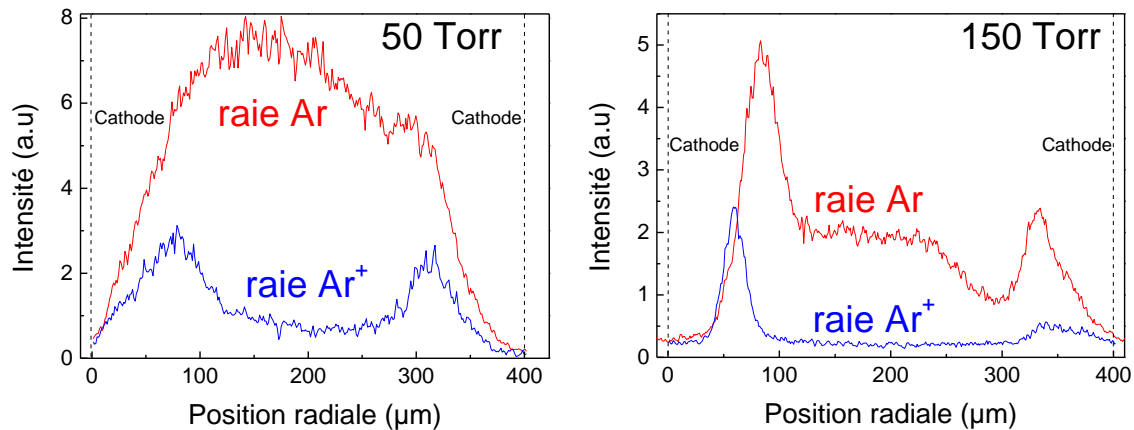 50 Torr
8
6
4
2
0
Intensité (a.u)
Cathode
Cathode
raie Ar
raie Ar⁺
0
100
200
300
400
Position radiale (µm)
150 Torr
5
4
3
2
1
0
Intensité (a.u)
Cathode
Cathode
raie Ar
raie Ar⁺
0
100
200
300
400
Position radiale (µm)